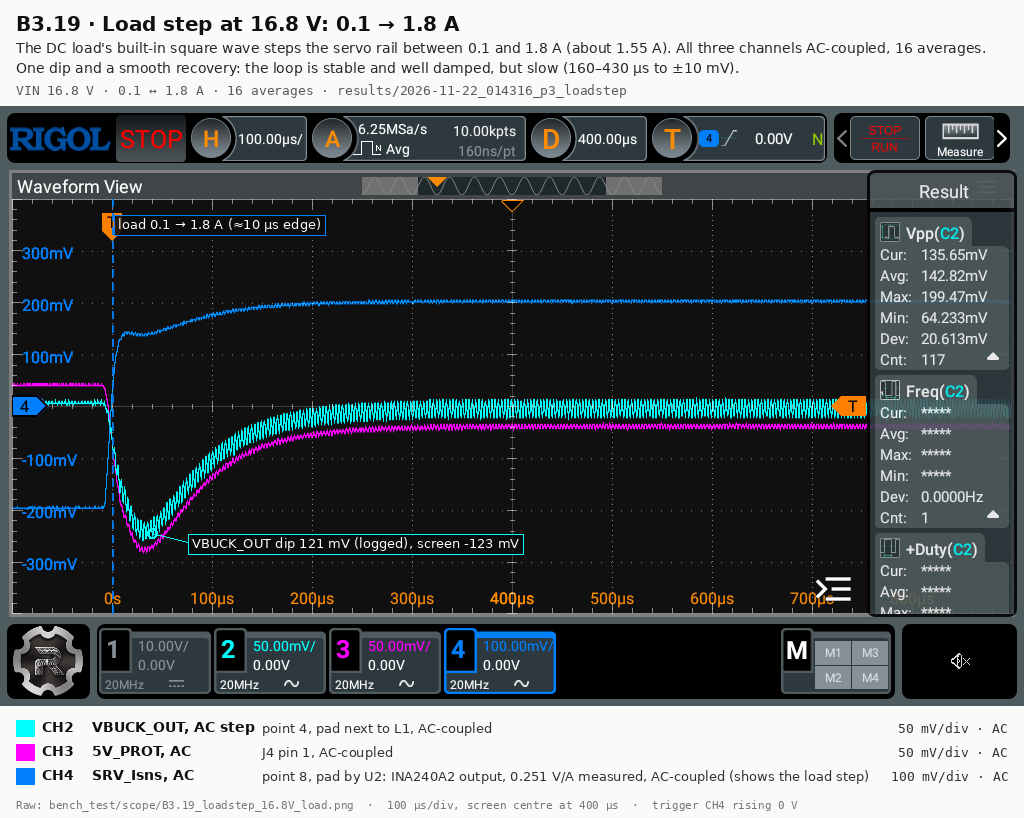 B3.19 · Load step at 16.8 V: 0.1 → 1.8 A
The DC load's built-in square wave steps the servo rail between 0.1 and 1.8 A (about 1.55 A). All three channels AC-coupled, 16 averages.
One dip and a smooth recovery: the loop is stable and well damped, but slow (160–430 µs to ±10 mV).
VIN 16.8 V · 0.1 ↔ 1.8 A · 16 averages · results/2026-11-22_014316_p3_loadstep
RIGOL STOP H 100.00µs/ A 6.25MSa/s 10.00kpts D 400.00µs T 4 0.00V N STOP Measure
Avg 160ns/pt RUN
Waveform View
Result
T load 0.1 → 1.8 A (≈10 µs edge)
Vpp(C2)
300mV
Cur: 135.65mV
Avg: 142.82mV
200mV
Max: 199.47mV
Min: 64.233mV
Dev: 20.613mV
100mV
Cnt: 117
Freq(C2)
4
T
Cur: *****
Avg: *****
-100mV
Max: *****
Min: *****
Dev: 0.0000Hz
-200mV
Cnt: 1
VBUCK_OUT dip 121 mV (logged), screen -123 mV
+Duty(C2)
-300mV
Cur: *****
Avg: *****
Max: *****
0s 100µs 200µs 300µs 400µs 500µs 600µs 700µs
R
1 10.00V/ 0.00V 20MHz
2 50.00mV/ 0.00V 20MHz
3 50.00mV/ 0.00V 20MHz
4 100.00mV/ 0.00V 20MHz
M M1 M3
M2 M4
CH2 VBUCK_OUT, AC step point 4, pad next to L1, AC-coupled 50 mV/div · AC
CH3 5V_PROT, AC J4 pin 1, AC-coupled 50 mV/div · AC
CH4 SRV_Isns, AC point 8, pad by U2: INA240A2 output, 0.251 V/A measured, AC-coupled (shows the load step) 100 mV/div · AC
Raw: bench_test/scope/B3.19_loadstep_16.8V_load.png · 100 µs/div, screen centre at 400 µs · trigger CH4 rising 0 V